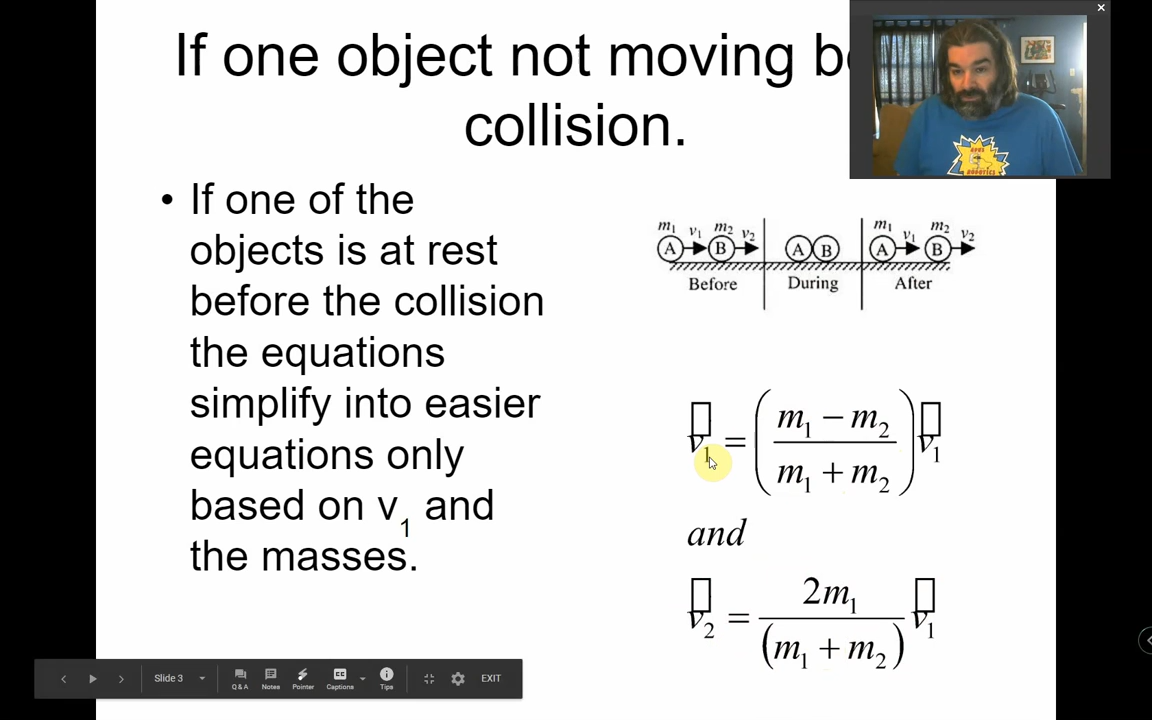 If one object not moving be
collision.
• If one of the
objects is at rest
before the collision
the equations
simplify into easier
equations only
based on v₁ and
the masses.
m₁ v₁ m₂ v₂ m₁ v₁ m₂ v₂
A B A B A B
Before During After
v₁ = ( (m₁ − m₂) / (m₁ + m₂) ) v₁
and
v₂ = 2m₁ / (m₁ + m₂) v₁
ROBOTICS
Slide 3 Q & A Notes Pointer CC Captions Tips EXIT